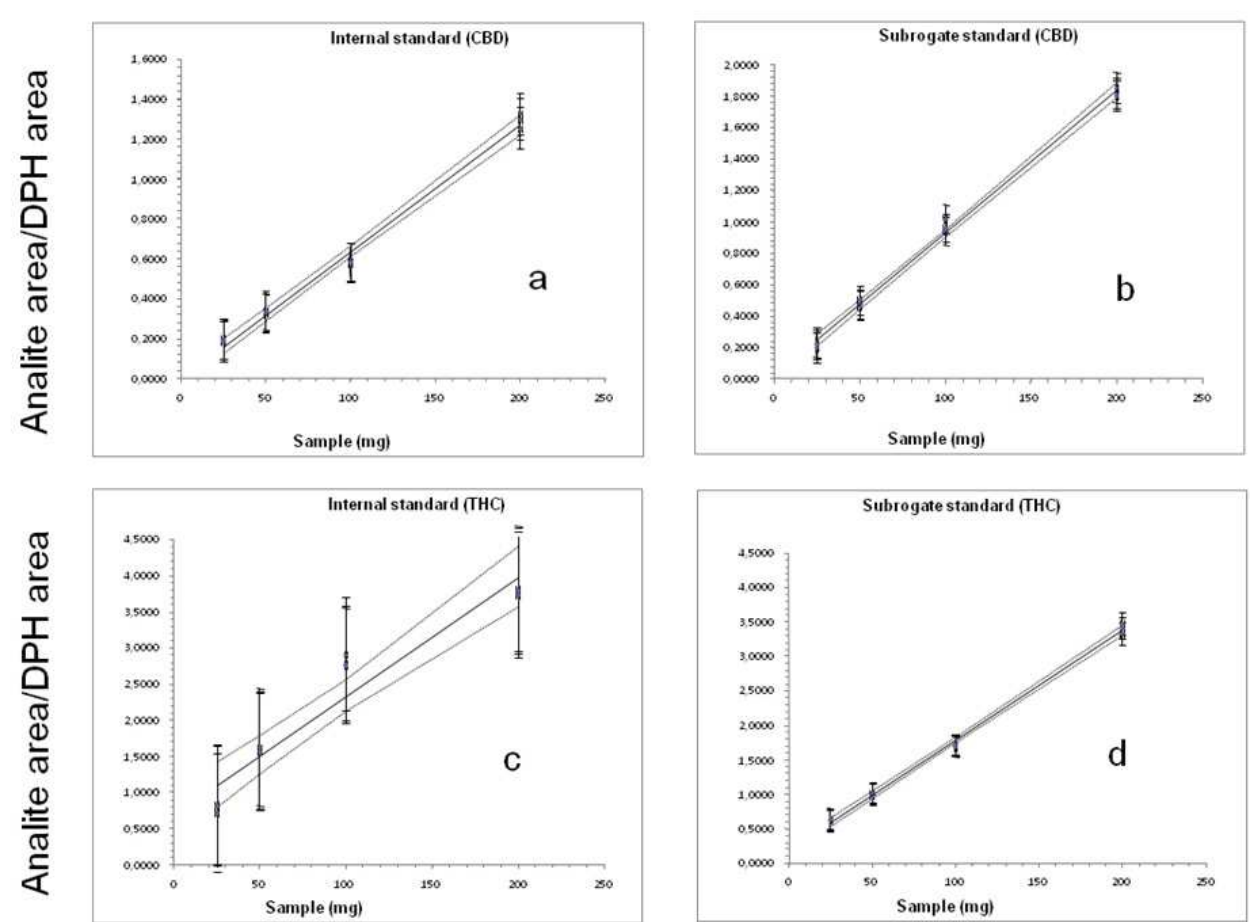 Analite area/DPH area
Internal standard (CBD)
1,6000
1,4000
1,2000
1,0000
0,8000
0,6000
0,4000
0,2000
0,0000
0 50 100 150 200 250
Sample (mg)
a
Subrogate standard (CBD)
2,0000
1,8000
1,6000
1,4000
1,2000
1,0000
0,8000
0,6000
0,4000
0,2000
0,0000
0 50 100 150 200 250
Sample (mg)
b
Analite area/DPH area
Internal standard (THC)
4,5000
4,0000
3,5000
3,0000
2,5000
2,0000
1,5000
1,0000
0,5000
0,0000
0 50 100 150 200 250
Sample (mg)
c
Subrogate standard (THC)
4,5000
4,0000
3,5000
3,0000
2,5000
2,0000
1,5000
1,0000
0,5000
0,0000
0 50 100 150 200 250
Sample (mg)
d